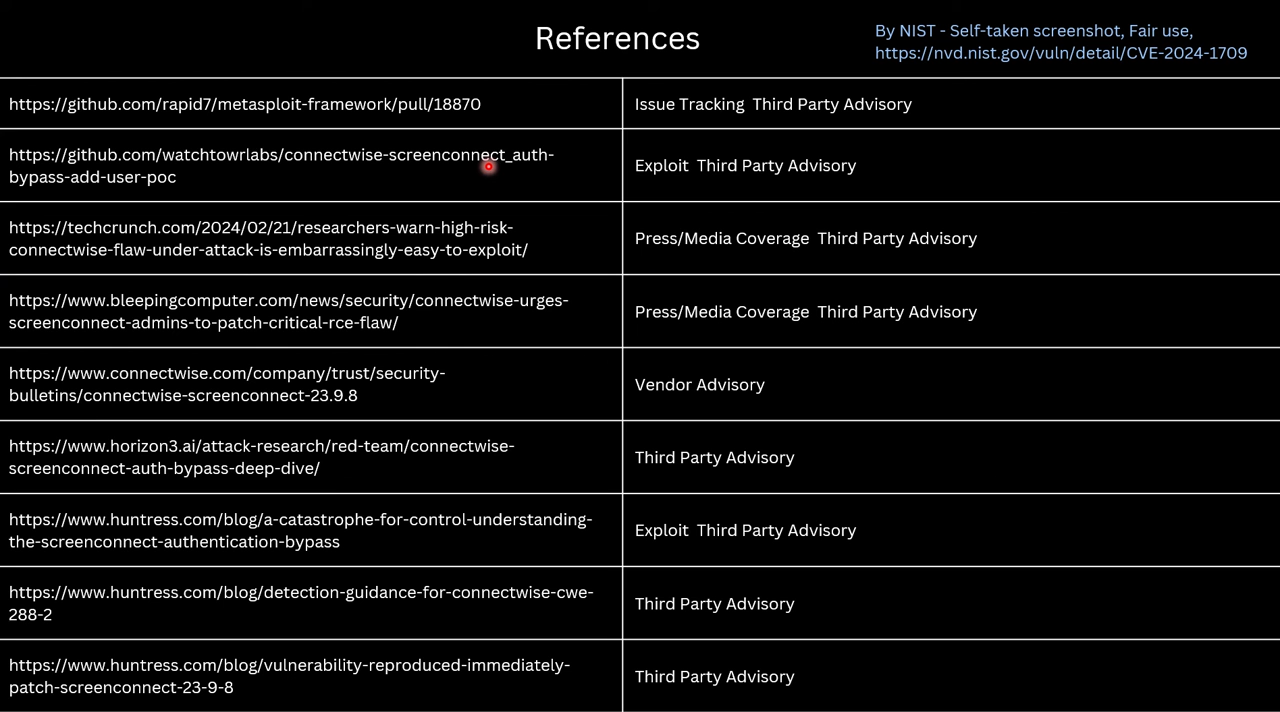 References
By NIST - Self-taken screenshot, Fair use,
https://nvd.nist.gov/vuln/detail/CVE-2024-1709
https://github.com/rapid7/metasploit-framework/pull/18870
Issue Tracking  Third Party Advisory
https://github.com/watchtowrlabs/connectwise-screenconnect_auth-
bypass-add-user-poc
Exploit  Third Party Advisory
https://techcrunch.com/2024/02/21/researchers-warn-high-risk-
connectwise-flaw-under-attack-is-embarrassingly-easy-to-exploit/
Press/Media Coverage  Third Party Advisory
https://www.bleepingcomputer.com/news/security/connectwise-urges-
screenconnect-admins-to-patch-critical-rce-flaw/
Press/Media Coverage  Third Party Advisory
https://www.connectwise.com/company/trust/security-
bulletins/connectwise-screenconnect-23.9.8
Vendor Advisory
https://www.horizon3.ai/attack-research/red-team/connectwise-
screenconnect-auth-bypass-deep-dive/
Third Party Advisory
https://www.huntress.com/blog/a-catastrophe-for-control-understanding-
the-screenconnect-authentication-bypass
Exploit  Third Party Advisory
https://www.huntress.com/blog/detection-guidance-for-connectwise-cwe-
288-2
Third Party Advisory
https://www.huntress.com/blog/vulnerability-reproduced-immediately-
patch-screenconnect-23-9-8
Third Party Advisory